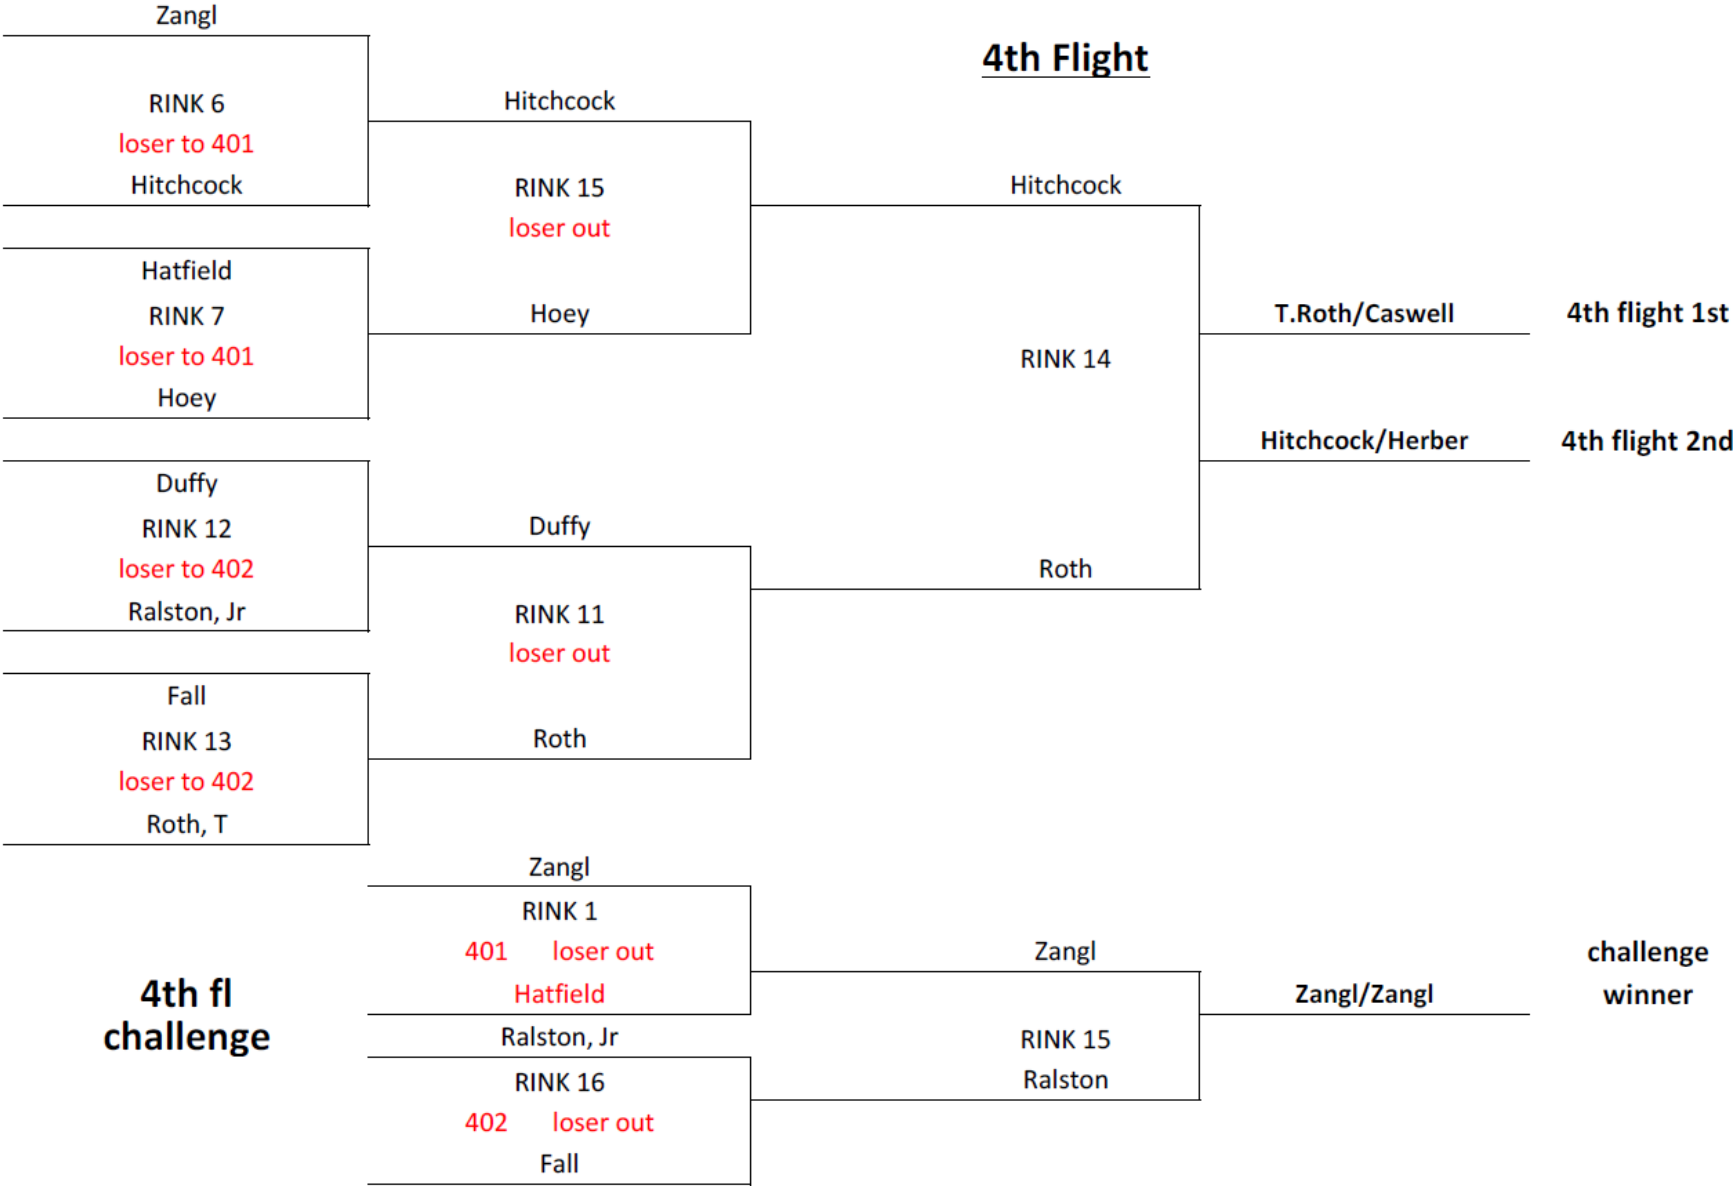 Zangl
4th Flight
RINK 6
Hitchcock
loser to 401
Hitchcock
RINK 15
Hitchcock
loser out
Hatfield
RINK 7
Hoey
T.Roth/Caswell
4th flight 1st
loser to 401
RINK 14
Hoey
Hitchcock/Herber
4th flight 2nd
Duffy
RINK 12
Duffy
loser to 402
Roth
Ralston, Jr
RINK 11
loser out
Fall
RINK 13
Roth
loser to 402
Roth, T
Zangl
RINK 1
401 loser out
Zangl
challenge
4th fl
challenge
Hatfield
Zangl/Zangl
winner
Ralston, Jr
RINK 15
RINK 16
Ralston
402 loser out
Fall